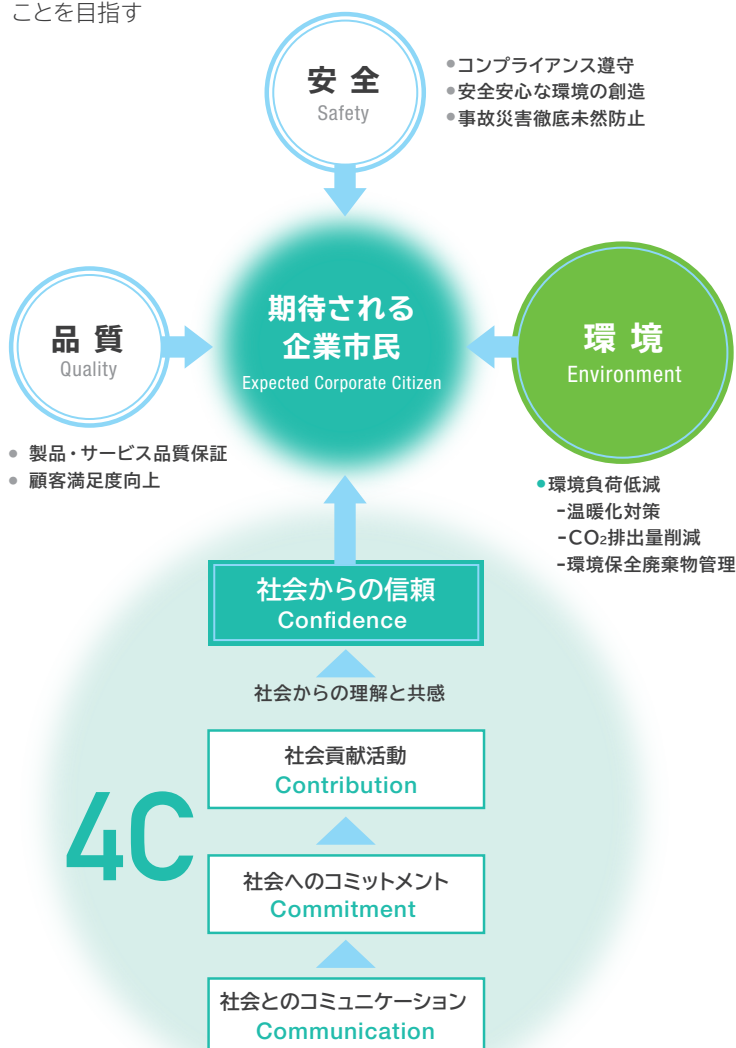 ことを目指す
安 全
Safety
●コンプライアンス遵守
●安全安心な環境の創造
●事故災害徹底未然防止
品 質
Quality
● 製品・サービス品質保証
● 顧客満足度向上
期待される
企業市民
Expected Corporate Citizen
環 境
Environment
●環境負荷低減
-温暖化対策
-CO₂排出量削減
-環境保全廃棄物管理
社会からの信頼
Confidence
社会からの理解と共感
4C
社会貢献活動
Contribution
社会へのコミットメント
Commitment
社会とのコミュニケーション
Communication